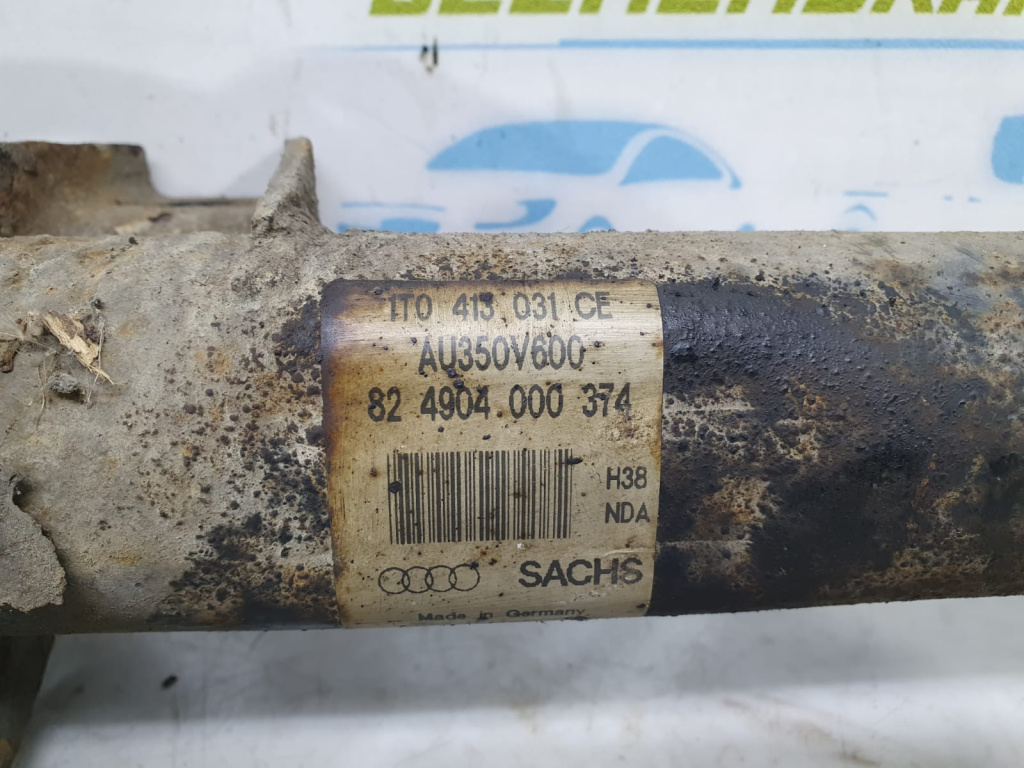 1T0 413 031 CE
AU350V600
82 4904 000 374
H38
NDA
SACHS
Made in Germany